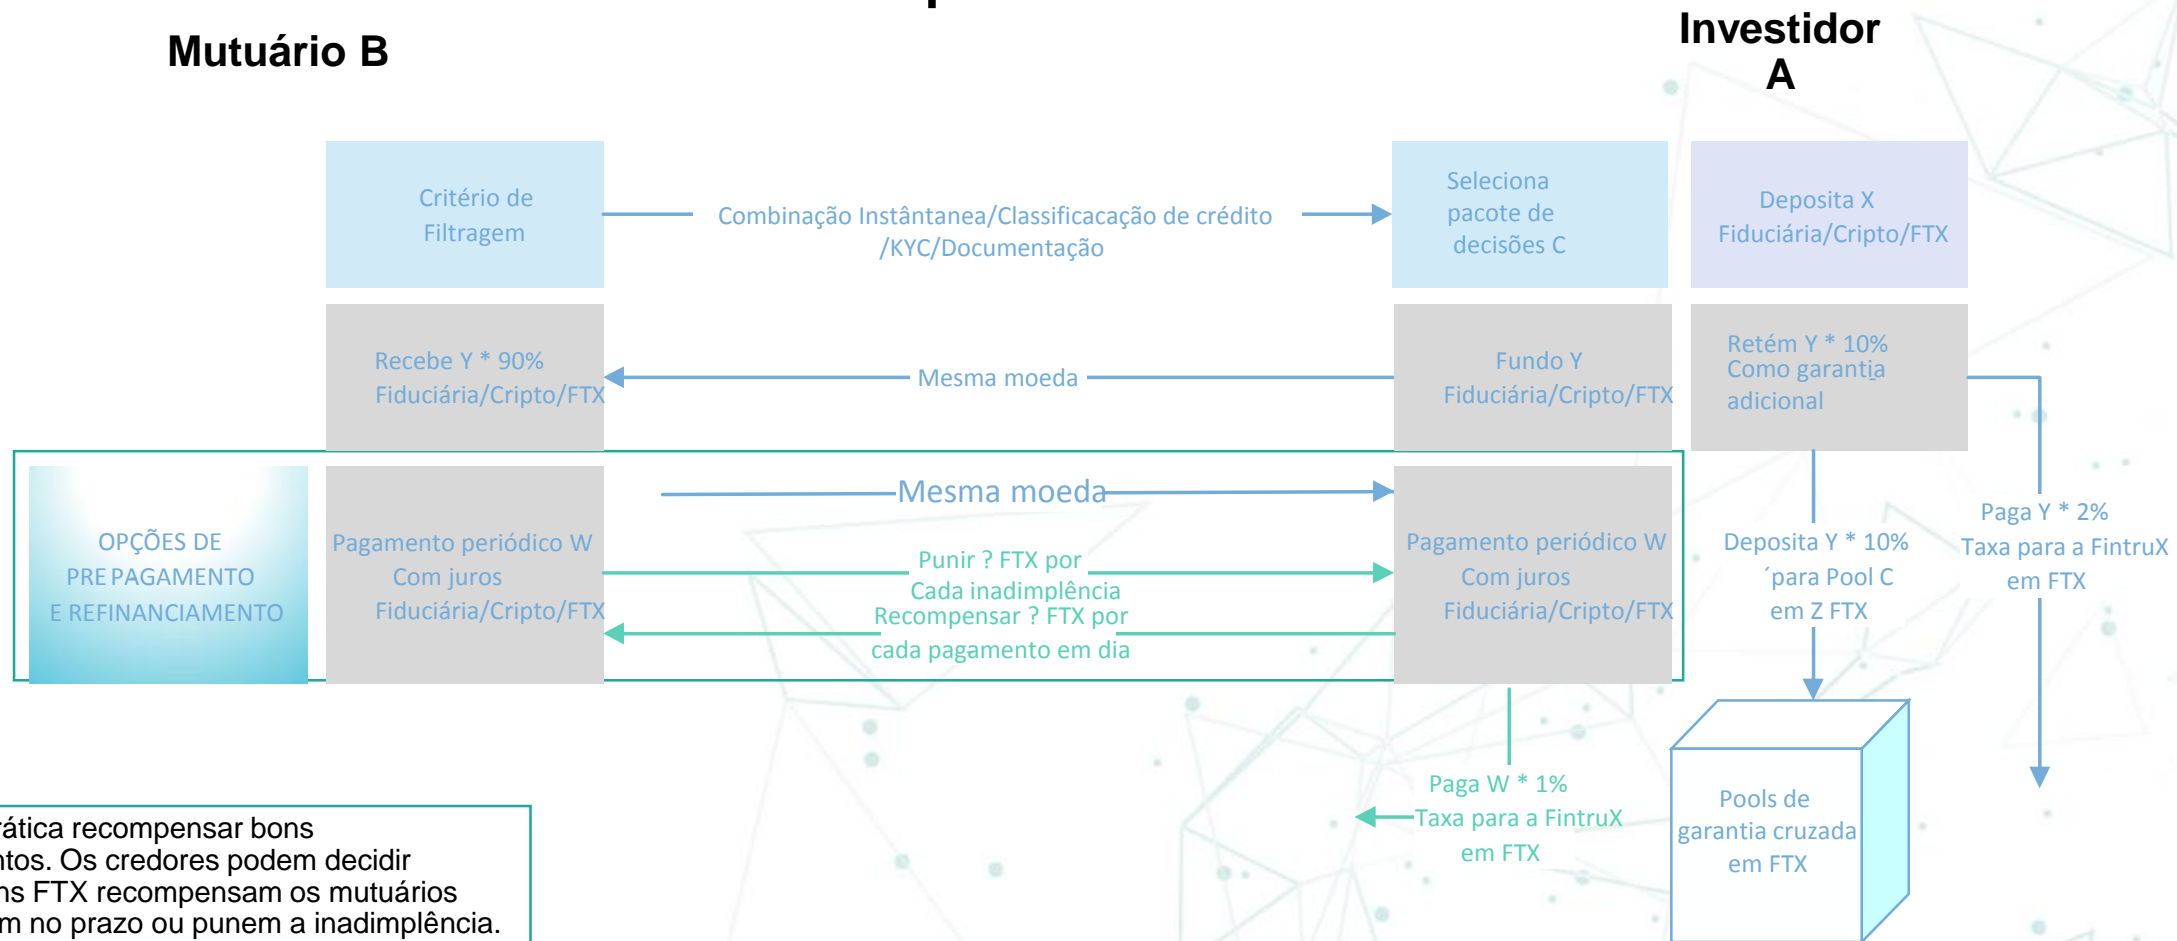 Mutuário B
Investidor
A
Critério de
Filtragem
Combinação Instântanea/Classificacação de crédito
/KYC/Documentação
Seleciona
pacote de
decisões C
Deposita X
Fiduciária/Cripto/FTX
Recebe Y * 90%
Fiduciária/Cripto/FTX
Mesma moeda
Fundo Y
Fiduciária/Cripto/FTX
Retém Y * 10%
Como garantia
adicional
OPÇÕES DE
PRE PAGAMENTO
E REFINANCIAMENTO
Pagamento periódico W
Com juros
Fiduciária/Cripto/FTX
Mesma moeda
Punir ? FTX por
Cada inadimplência
Recompensar ? FTX por
cada pagamento em dia
Pagamento periódico W
Com juros
Fiduciária/Cripto/FTX
Deposita Y * 10%
´para Pool C
em Z FTX
Paga Y * 2%
Taxa para a FintruX
em FTX
Paga W * 1%
Taxa para a FintruX
em FTX
Pools de
garantia cruzada
em FTX
recompensar bons
Os credores podem decidir
FTX recompensam os mutuários
no prazo ou punem a inadimplência.